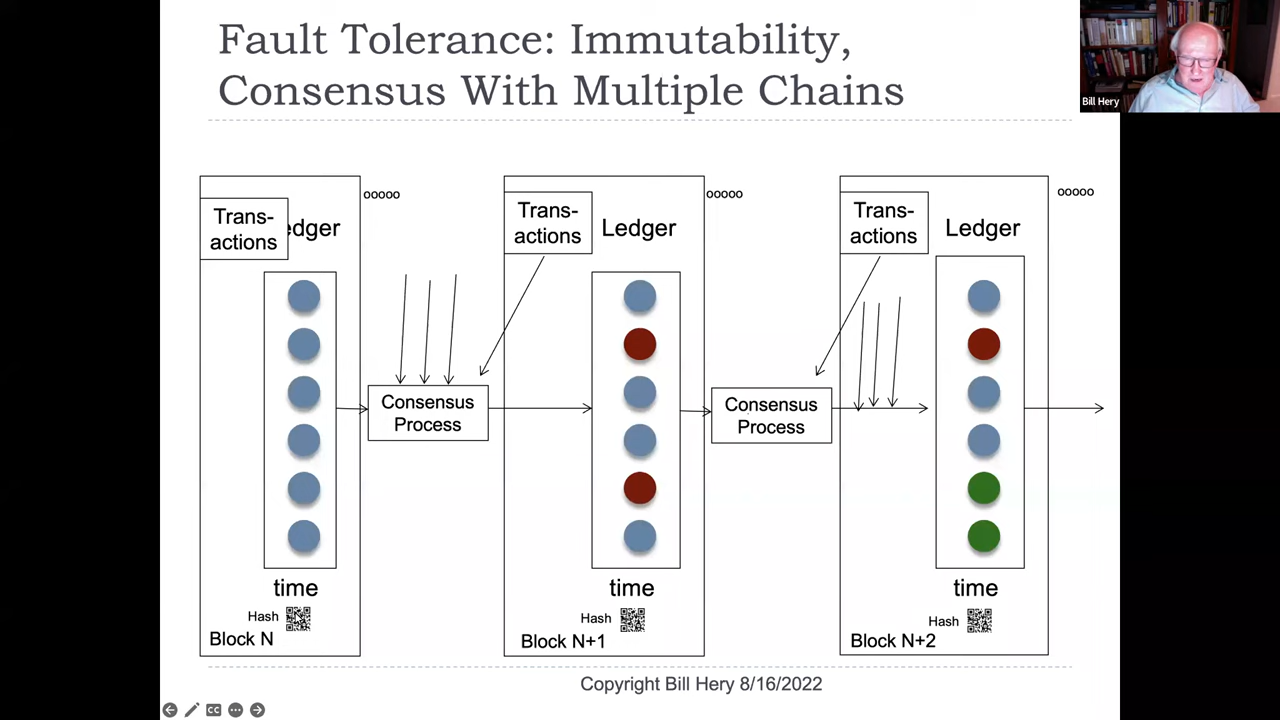 Fault Tolerance: Immutability,
Consensus With Multiple Chains
Bill Hery
ooooo
ooooo
ooooo
Trans-
actions
edger
Trans-
actions
Ledger
Trans-
actions
Ledger
Consensus
Process
Consensus
Process
time
time
time
Hash
Hash
Hash
Block N
Block N+1
Block N+2
Copyright Bill Hery 8/16/2022
CC